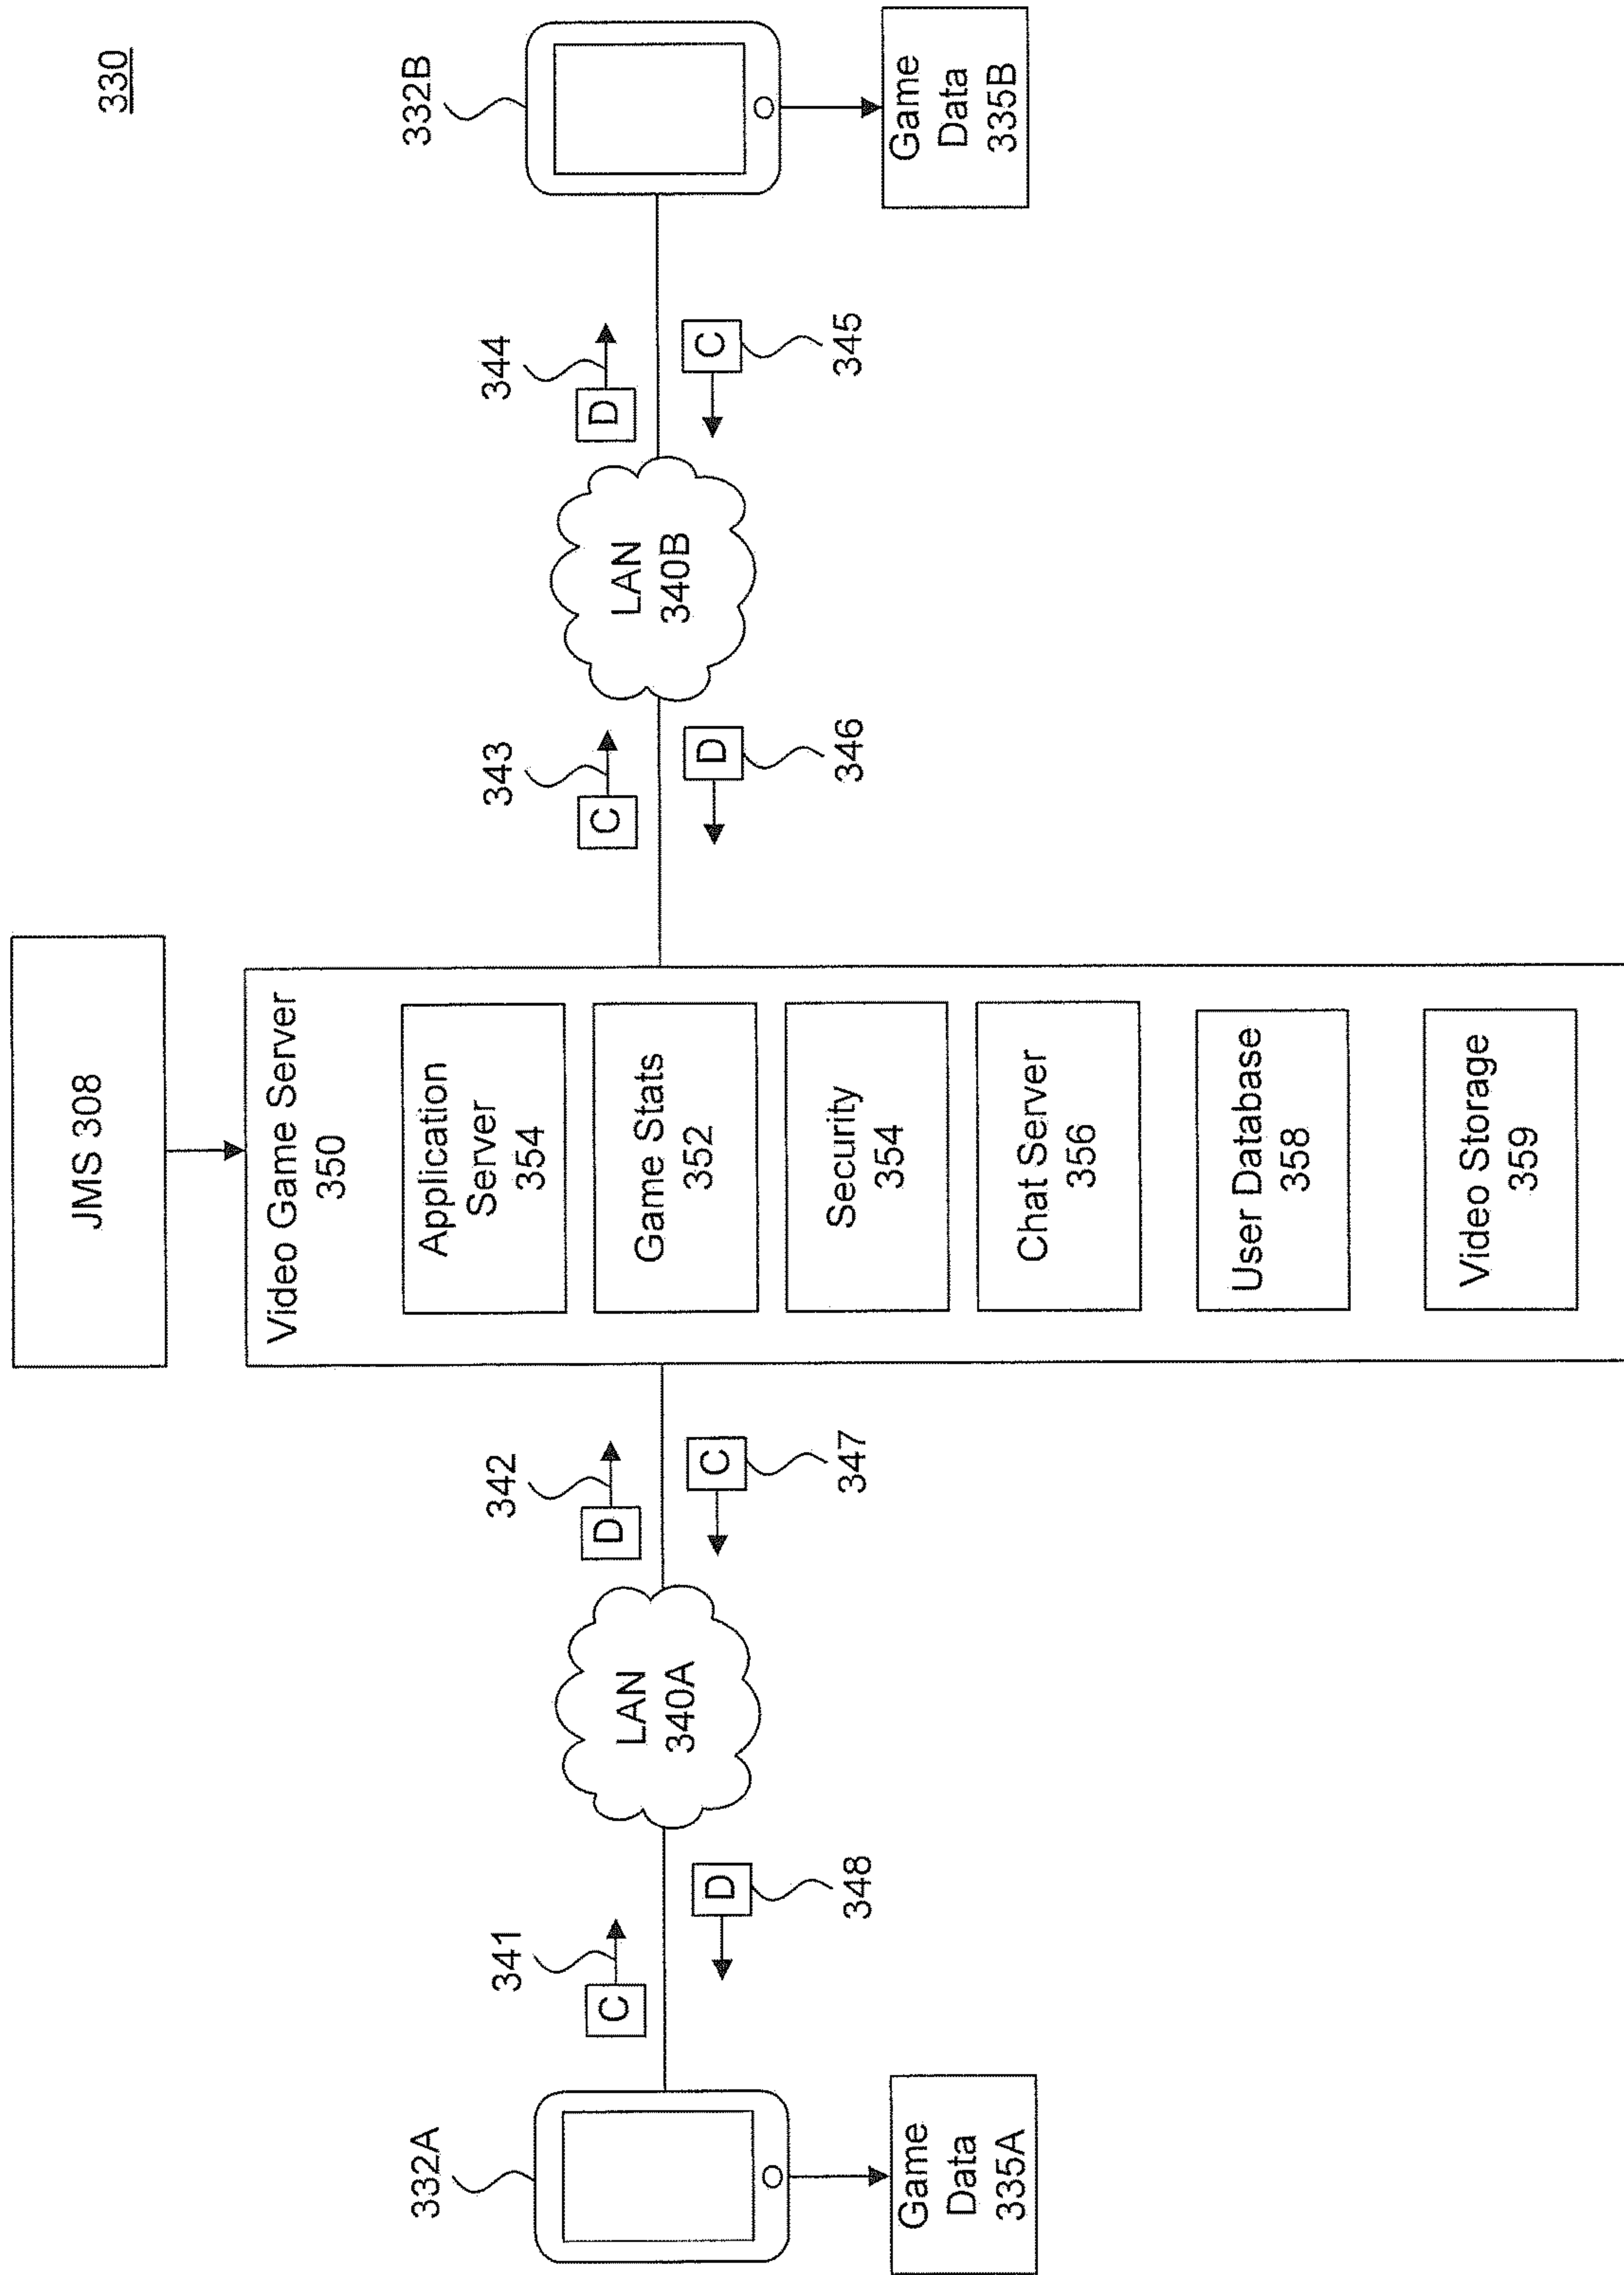 330
JMS 308
Video Game Server
350
Application
Server
354
Game Stats
352
Security
354
Chat Server
356
User Database
358
Video Storage
359
332A
Game
Data
335A
341
C
D
348
LAN
340A
342
D
C
347
343
C
D
346
LAN
340B
344
D
C
345
332B
Game
Data
335B